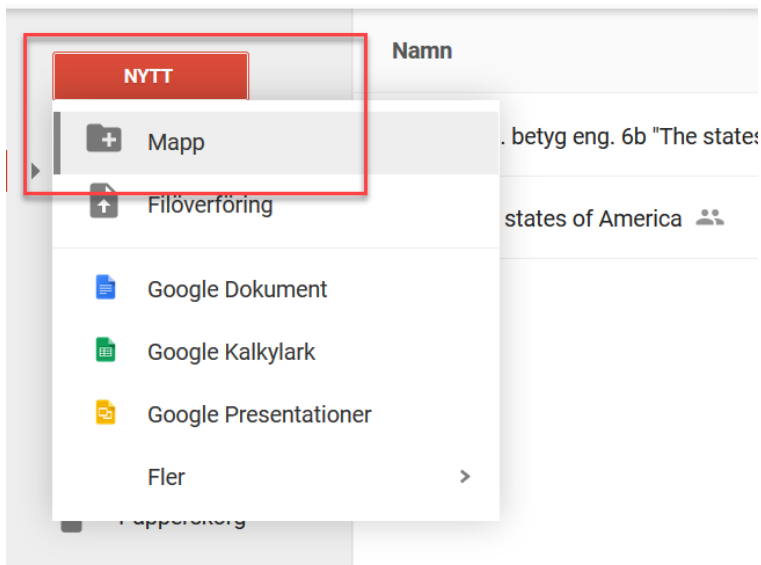 NYTT
Namn
Mapp
. betyg eng. 6b "The states
Filöverföring
states of America
Google Dokument
Google Kalkylark
Google Presentationer
Fler
Papperskorg